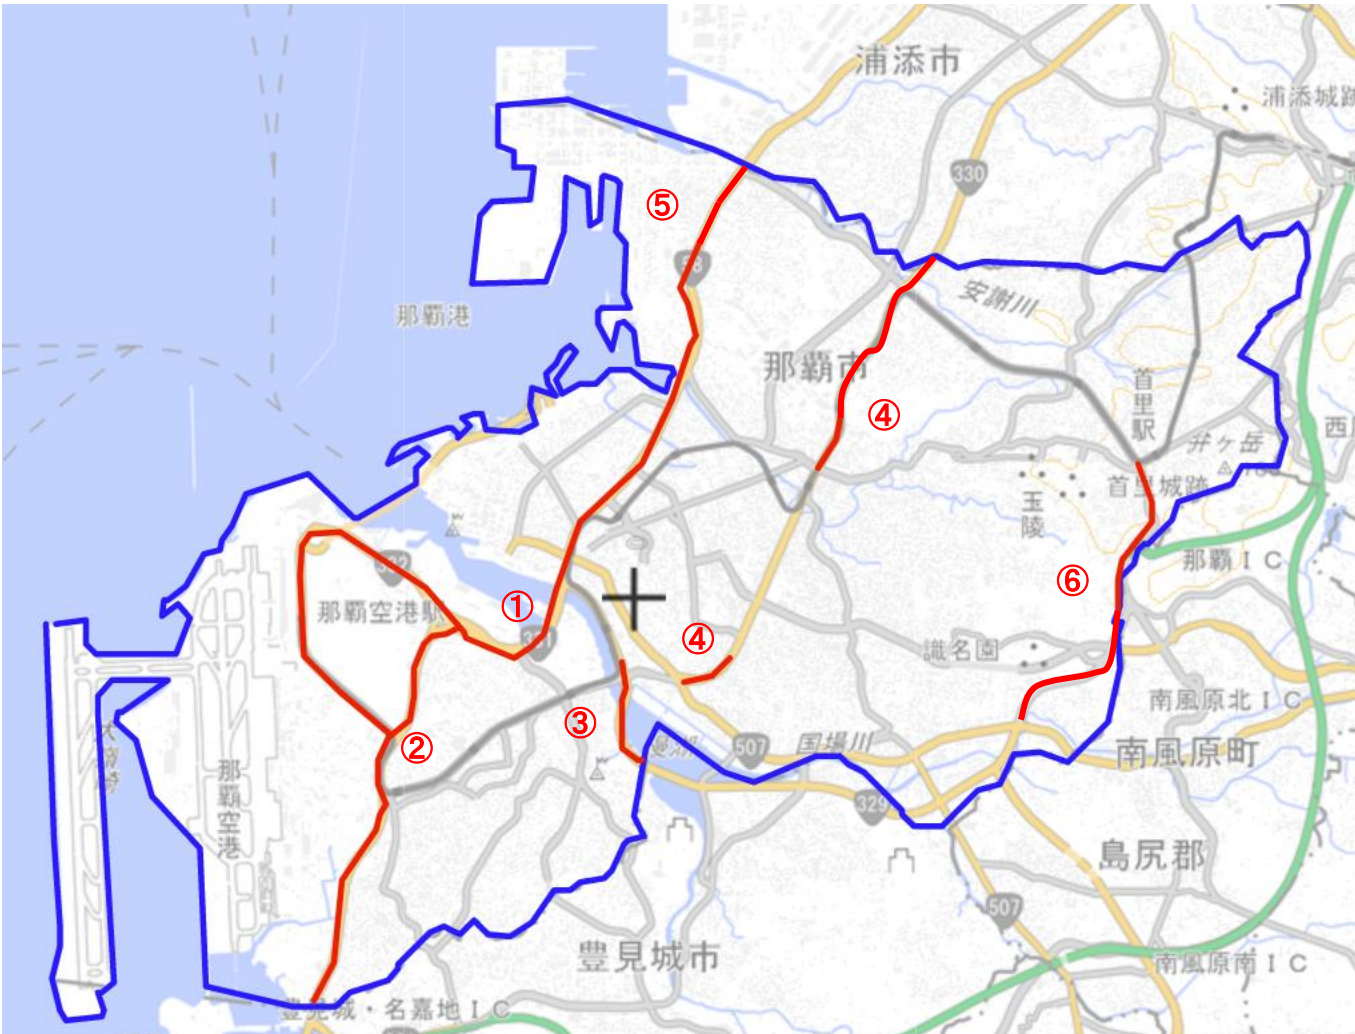 浦添市
浦添城跡
330
⑤
58
安謝川
那覇港
那覇市
首里駅
④
西
弁ヶ岳
首里城跡
玉陵
那覇IC
332
⑥
那覇空港駅
①
331
④
識名園
南風原北IC
③
②
507
国場川
南風原町
大嶺崎
那覇空港
329
島尻郡
507
豊見城市
南風原南IC
豊見城・名嘉地IC